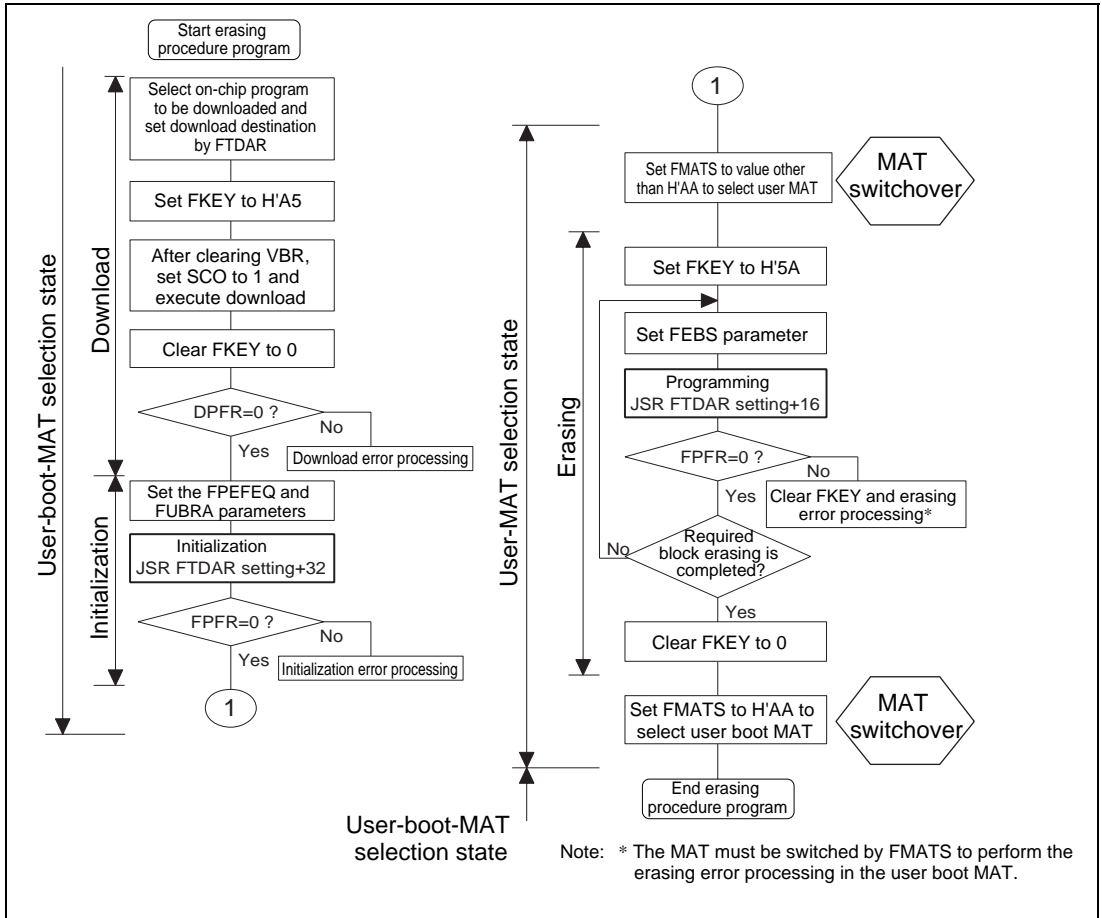 Start erasing
procedure program
User-boot-MAT selection state
Download
Select on-chip program
to be downloaded and
set download destination
by FTDAR
Set FKEY to H'A5
After clearing VBR,
set SCO to 1 and
execute download
Clear FKEY to 0
DPFR=0 ?
No
Yes
Download error processing
Initialization
Set the FPEFEQ and
FUBRA parameters
Initialization
JSR FTDAR setting+32
FPFR=0 ?
No
Yes
Initialization error processing
1
1
User-MAT selection state
Set FMATS to value other
than H'AA to select user MAT
MAT
switchover
Erasing
Set FKEY to H'5A
Set FEBS parameter
Programming
JSR FTDAR setting+16
FPFR=0 ?
No
Yes
Clear FKEY and erasing
error processing*
Required
block erasing is
completed?
No
Yes
Clear FKEY to 0
Set FMATS to H'AA to
select user boot MAT
MAT
switchover
End erasing
procedure program
User-boot-MAT
selection state
Note: * The MAT must be switched by FMATS to perform the
erasing error processing in the user boot MAT.